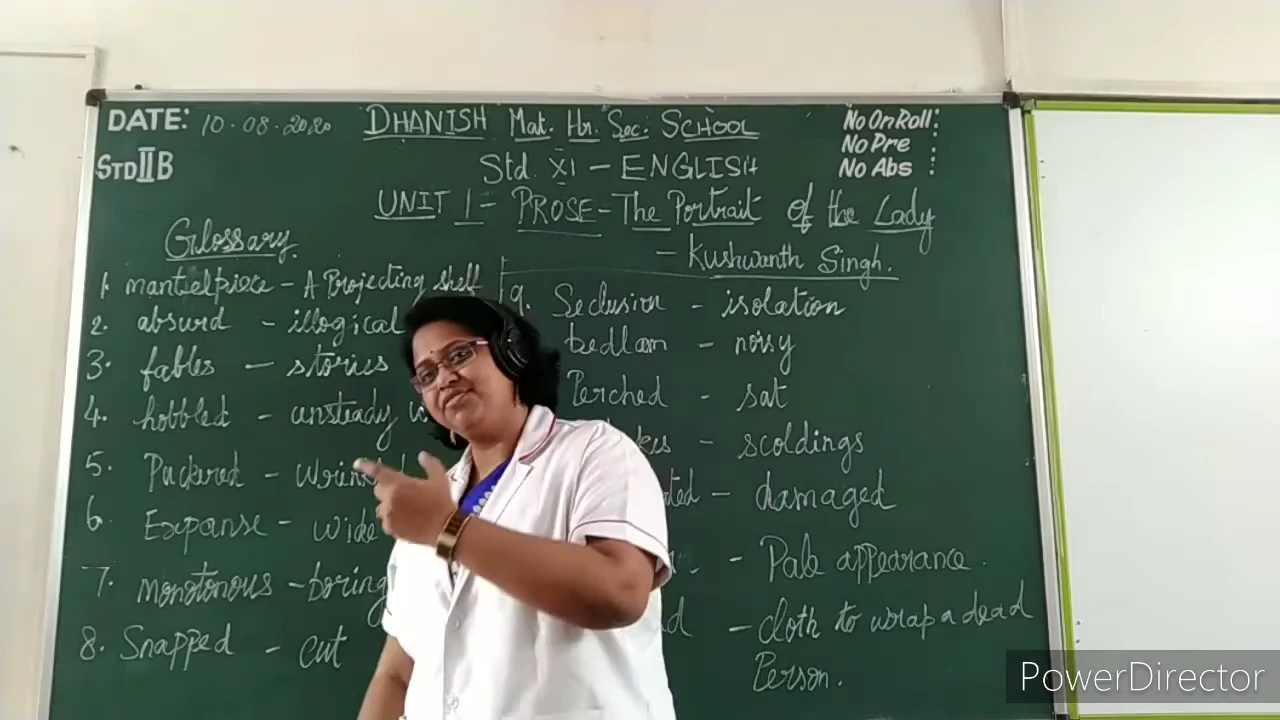 DATE: 10.08.2020
STD II B
DHANISH Mat. Hr. Sec. SCHOOL
No On Roll:
No Pre :
No Abs :
Std. XI - ENGLISH
UNIT 1 - PROSE - The Portrait of the Lady
- Kushwanth Singh.
Glossary.
1. mantielpiece - A Projecting shelf
2. absurd - illogical
3. fables - stories
4. hobbled - unsteady
5. Puckered -
6. Expanse - wide
7. monotonous - boring
8. Snapped - cut
9. Seclusion - isolation
bedlam - noisy
Perched - sat
- scoldings
- damaged
- Pale appearance.
- cloth to wrap a dead
Person.
PowerDirector